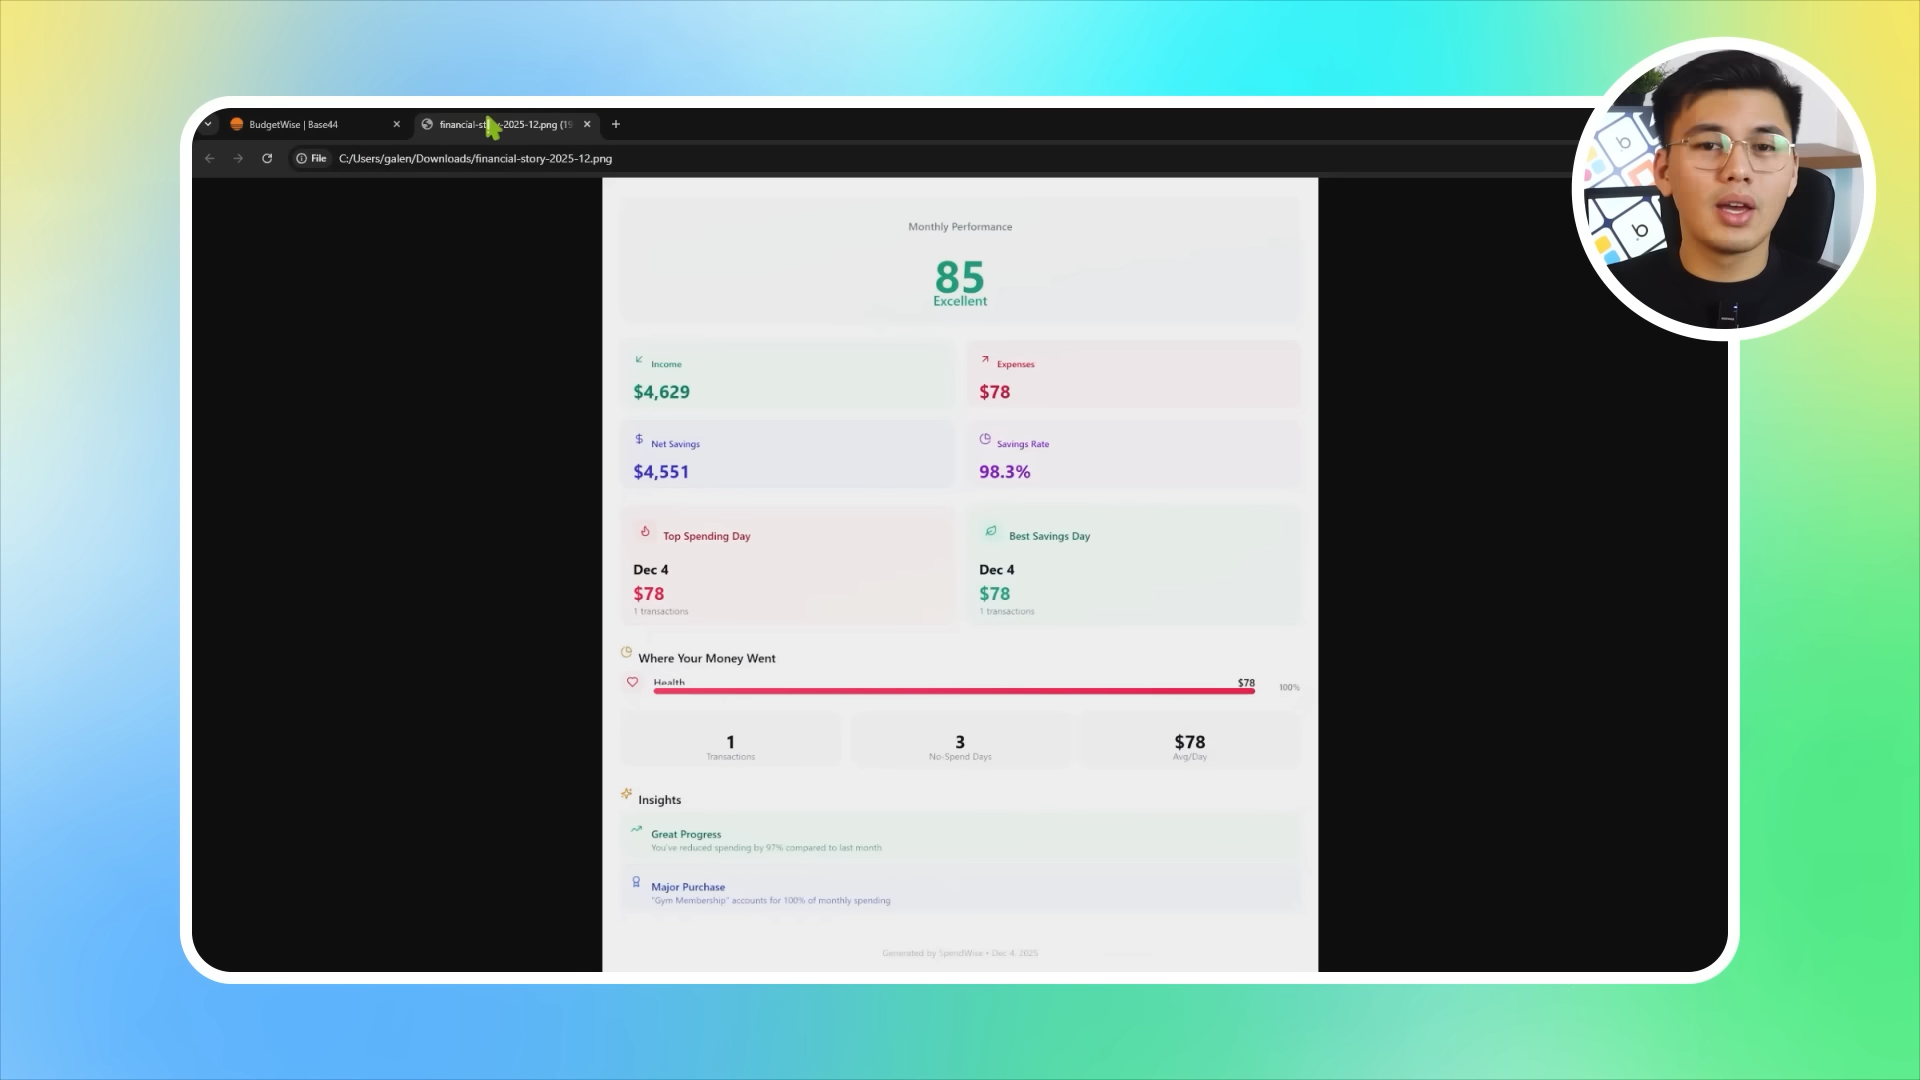 BudgetWise | Base44
financial-st
-2025-12.png (19
File
C:/Users/galen/Downloads/financial-story-2025-12.png
Monthly Performance
85
Excellent
Income
$4,629
Expenses
$78
Net Savings
$4,551
Savings Rate
98.3%
Top Spending Day
Dec 4
$78
1 transactions
Best Savings Day
Dec 4
$78
1 transactions
Where Your Money Went
Health
$78
100%
1
Transactions
3
No-Spend Days
$78
Avg/Day
Insights
Great Progress
You've reduced spending by 97% compared to last month
Major Purchase
"Gym Membership" accounts for 100% of monthly spending
Generated by SpendWise • Dec 4, 2025
b
b